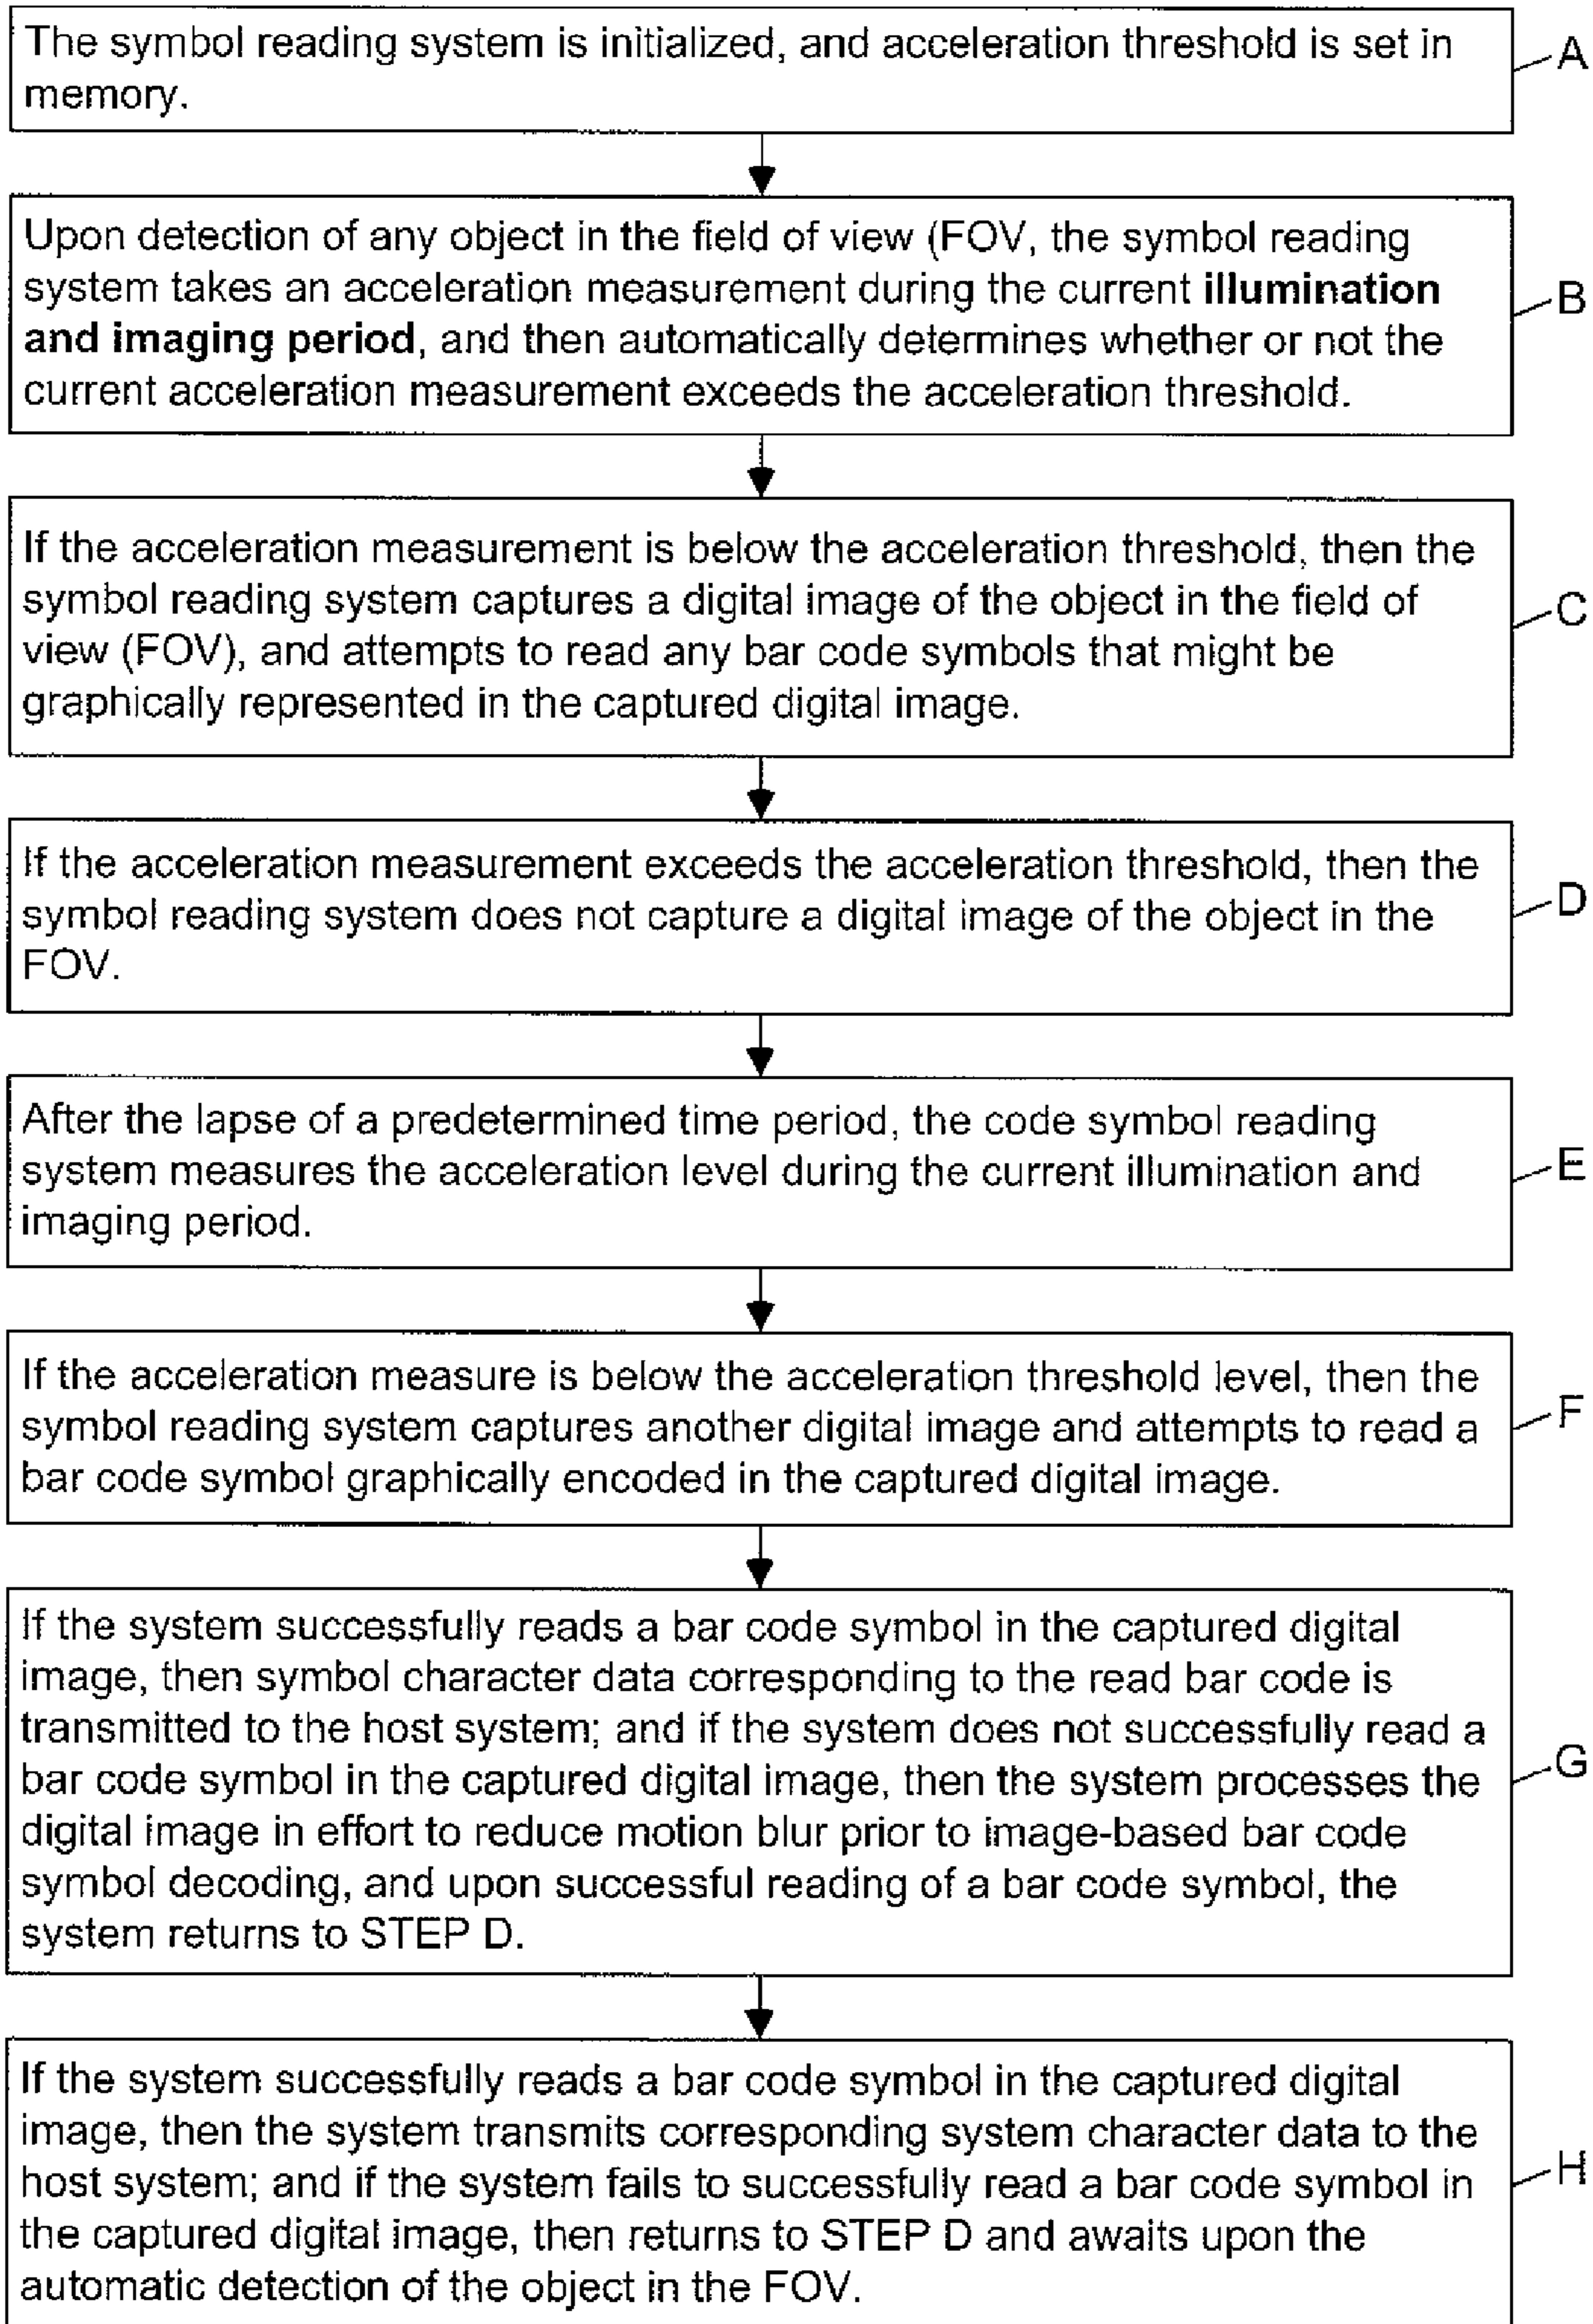 The symbol reading system is initialized, and acceleration threshold is set in
memory.
A
Upon detection of any object in the field of view (FOV, the symbol reading
system takes an acceleration measurement during the current illumination
and imaging period, and then automatically determines whether or not the
current acceleration measurement exceeds the acceleration threshold.
B
If the acceleration measurement is below the acceleration threshold, then the
symbol reading system captures a digital image of the object in the field of
view (FOV), and attempts to read any bar code symbols that might be
graphically represented in the captured digital image.
C
If the acceleration measurement exceeds the acceleration threshold, then the
symbol reading system does not capture a digital image of the object in the
FOV.
D
After the lapse of a predetermined time period, the code symbol reading
system measures the acceleration level during the current illumination and
imaging period.
E
If the acceleration measure is below the acceleration threshold level, then the
symbol reading system captures another digital image and attempts to read a
bar code symbol graphically encoded in the captured digital image.
F
If the system successfully reads a bar code symbol in the captured digital
image, then symbol character data corresponding to the read bar code is
transmitted to the host system; and if the system does not successfully read a
bar code symbol in the captured digital image, then the system processes the
digital image in effort to reduce motion blur prior to image-based bar code
symbol decoding, and upon successful reading of a bar code symbol, the
system returns to STEP D.
G
If the system successfully reads a bar code symbol in the captured digital
image, then the system transmits corresponding system character data to the
host system; and if the system fails to successfully read a bar code symbol in
the captured digital image, then returns to STEP D and awaits upon the
automatic detection of the object in the FOV.
H